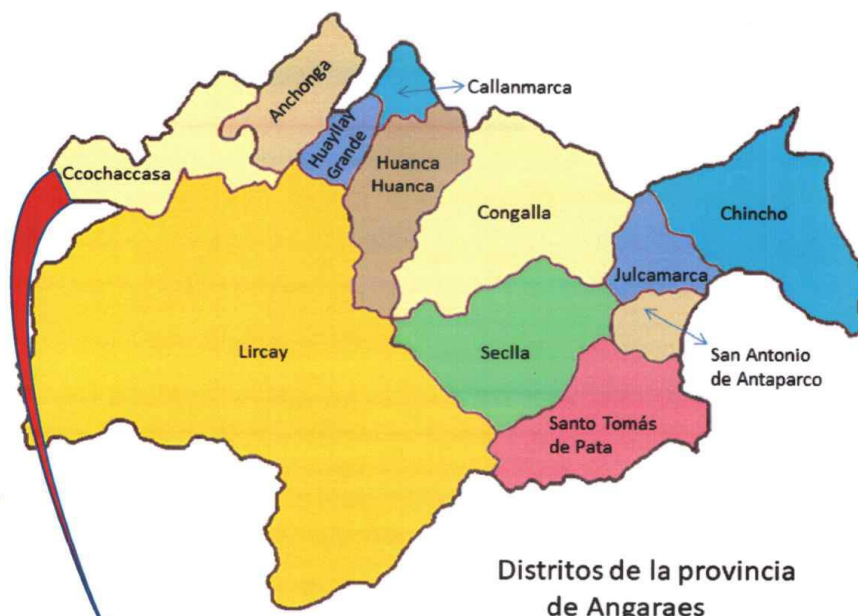 Anchonga
Callanmarca
Huayllay
Grande
Ccochaccasa
Huanca
Huanca
Congalla
Chincho
Julcamarca
Lircay
Seclla
San Antonio
de Antaparco
Santo Tomás
de Pata
Distritos de la provincia
de Angaraes